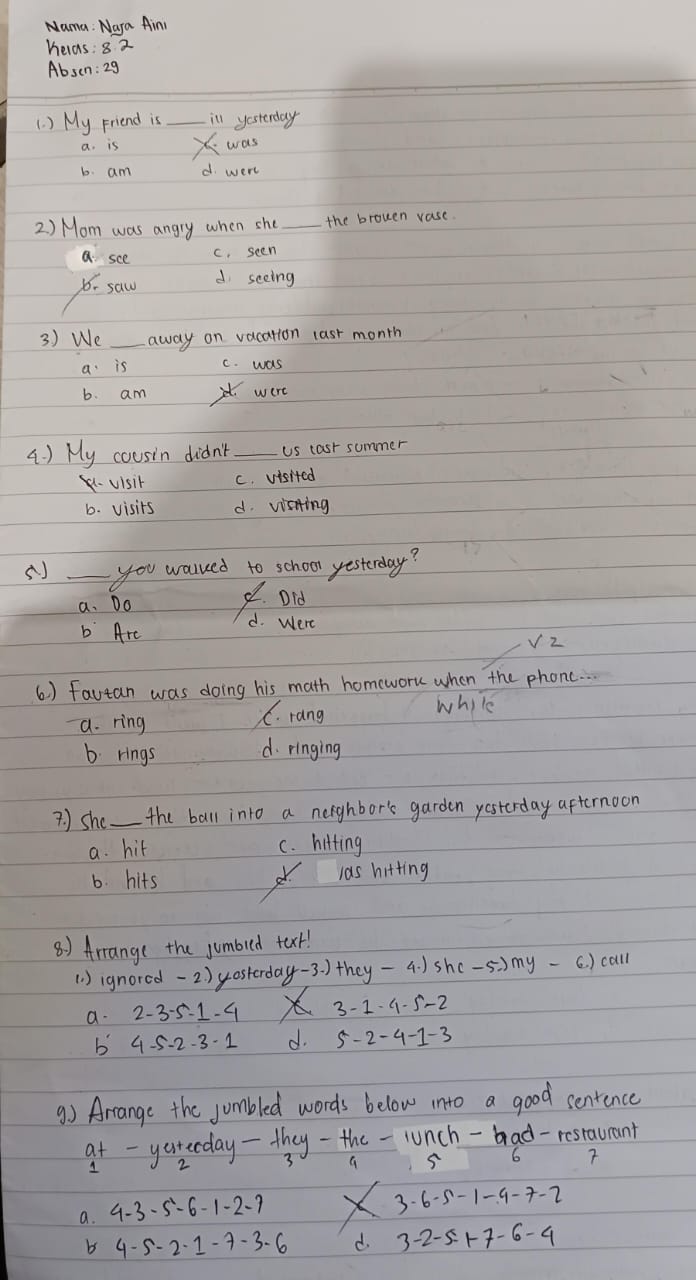 Nama: Naja Aini
Kelas: 8.2
Absen: 29
1.) My friend is ___ ill yesterday
a. is c. was
b. am d. were
2.) Mom was angry when she ___ the broken vase.
a. see c. seen
b. saw d. seeing
3.) We ___ away on vacation last month
a. is c. was
b. am d. were
4.) My cousin didn't ___ us last summer
a. visit c. visited
b. visits d. visiting
5.) ___ you walked to school yesterday?
a. Do c. Did
b. Are d. Were
V2
6.) Fauzan was doing his math homework when the phone...
while
a. ring c. rang
b. rings d. ringing
7.) She ___ the ball into a neighbor's garden yesterday afternoon
a. hit c. hitting
b. hits d. was hitting
8.) Arrange the jumbled text!
1.) ignored - 2.) yesterday - 3.) they - 4.) she - 5.) my - 6.) call
a. 2-3-5-1-4 c. 3-1-4-5-2
b. 4-5-2-3-1 d. 5-2-4-1-3
9.) Arrange the jumbled words below into a good sentence
at - yesterday - they - the - lunch - had - restaurant
1 2 3 4 5 6 7
a. 4-3-5-6-1-2-7 c. 3-6-5-1-4-7-2
b. 4-5-2-1-7-3-6 d. 3-2-5-1-7-6-4